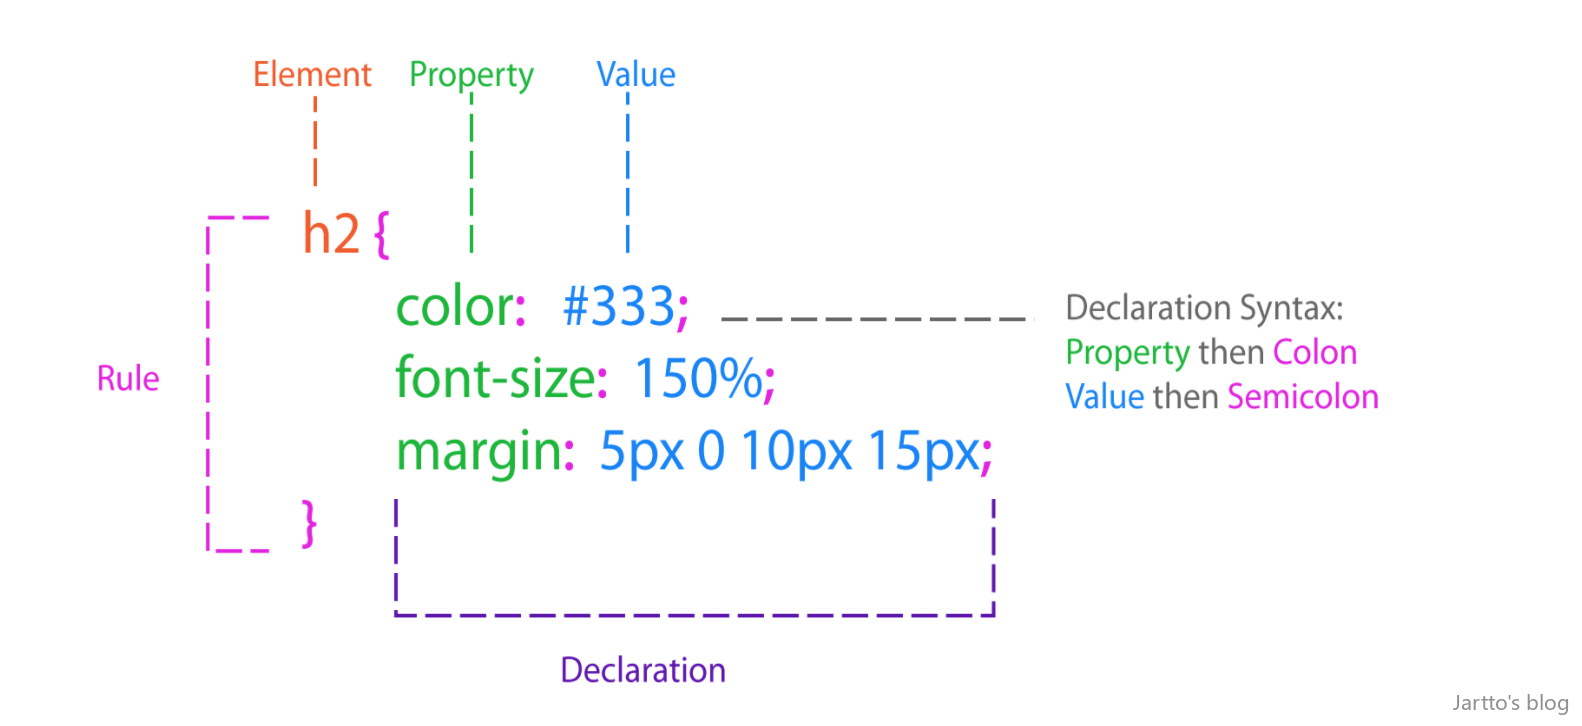 Element Property Value
h2 {
color: #333;
font-size: 150%;
margin: 5px 0 10px 15px;
}
Rule
Declaration Syntax:
Property then Colon
Value then Semicolon
Declaration
Jartto's blog